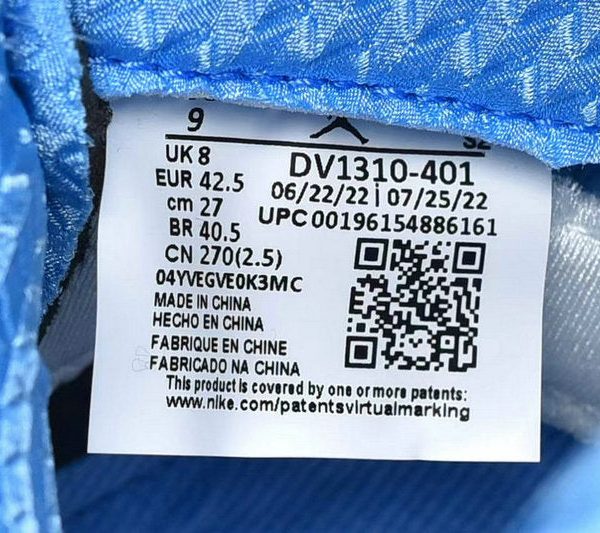 9
SZ
UK 8
EUR 42.5
cm 27
BR 40.5
CN 270(2.5)
04YVEGVE0K3MC
DV1310-401
06/22/22 | 07/25/22
UPC00196154886161
MADE IN CHINA
HECHO EN CHINA
FABRIQUE EN CHINE
FABRICADO NA CHINA
This product is covered by one or more patents:
www.nike.com/patentsvirtualmarking